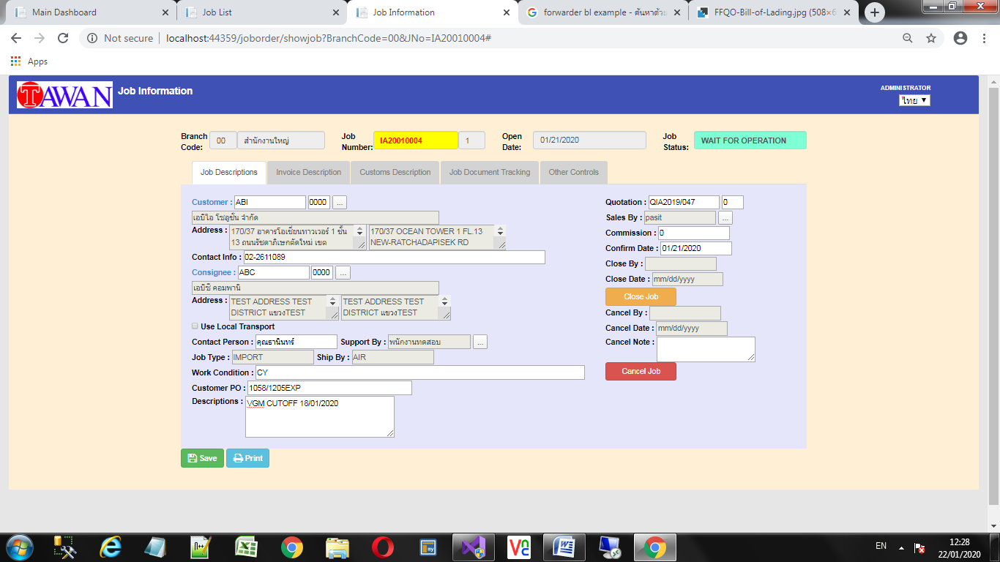 Main Dashboard
Job List
Job Information
forwarder bl example - ค้นหาด้วย
FFQO-Bill-of-Lading.jpg (508×6
Not secure
localhost:44359/joborder/showjob?BranchCode=00&JNo=IA20010004#
Apps
TAWAN
Job Information
ADMINISTRATOR
ไทย
Branch Code: 00 สำนักงานใหญ่ Job Number: IA20010004 1 Open Date: 01/21/2020 Job Status: WAIT FOR OPERATION
Job Descriptions Invoice Description Customs Description Job Document Tracking Other Controls
Customer : ABI 0000 ...
เอบีไอ โซลูชั่น จำกัด
Address : 170/37 อาคารโอเชี่ยนทาวเวอร์ 1 ชั้น
13 ถนนรัชดาภิเษกตัดใหม่ เขต
170/37 OCEAN TOWER 1 FL.13
NEW-RATCHADAPISEK RD
Contact Info : 02-2611089
Consignee : ABC 0000 ...
เอบีซี คอมพานี
Address : TEST ADDRESS TEST
DISTRICT แขวงTEST
TEST ADDRESS TEST
DISTRICT แขวงTEST
Use Local Transport
Contact Person : คุณธานินทร์ Support By : พนักงานทดสอบ ...
Job Type : IMPORT Ship By : AIR
Work Condition : CY
Customer PO : 1058/1205EXP
Descriptions : VGM CUTOFF 18/01/2020
Quotation : QIA2019/047 0
Sales By : pasit ...
Commission : 0
Confirm Date : 01/21/2020
Close By :
Close Date : mm/dd/yyyy
Close Job
Cancel By :
Cancel Date : mm/dd/yyyy
Cancel Note :
Cancel Job
Save Print
EN
12:28
22/01/2020